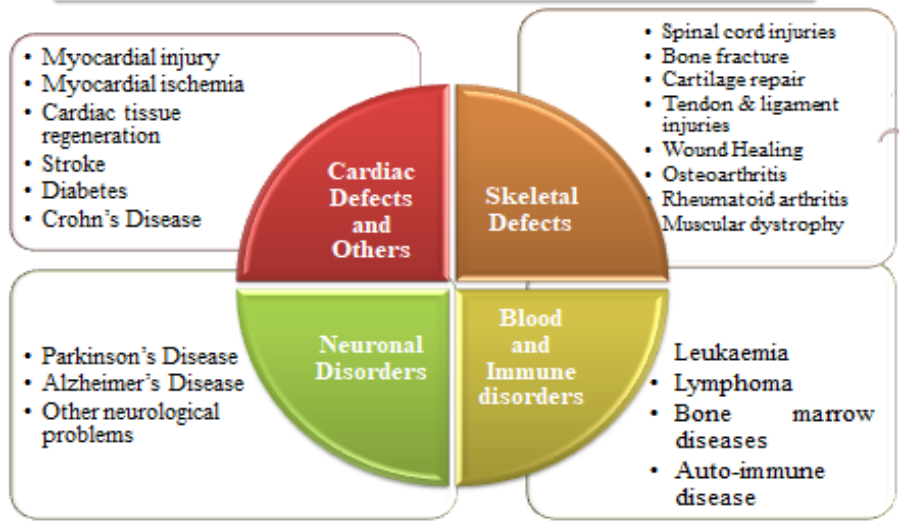 • Myocardial injury
• Myocardial ischemia
• Cardiac tissue
regeneration
• Stroke
• Diabetes
• Crohn's Disease
• Spinal cord injuries
• Bone fracture
• Cartilage repair
• Tendon & ligament
injuries
• Wound Healing
• Osteoarthritis
• Rheumatoid arthritis
• Muscular dystrophy
Cardiac
Defects
and
Others
Skeletal
Defects
Neuronal
Disorders
Blood
and
Immune
disorders
• Parkinson's Disease
• Alzheimer's Disease
• Other neurological
problems
Leukaemia
• Lymphoma
• Bone marrow
diseases
• Auto-immune
disease